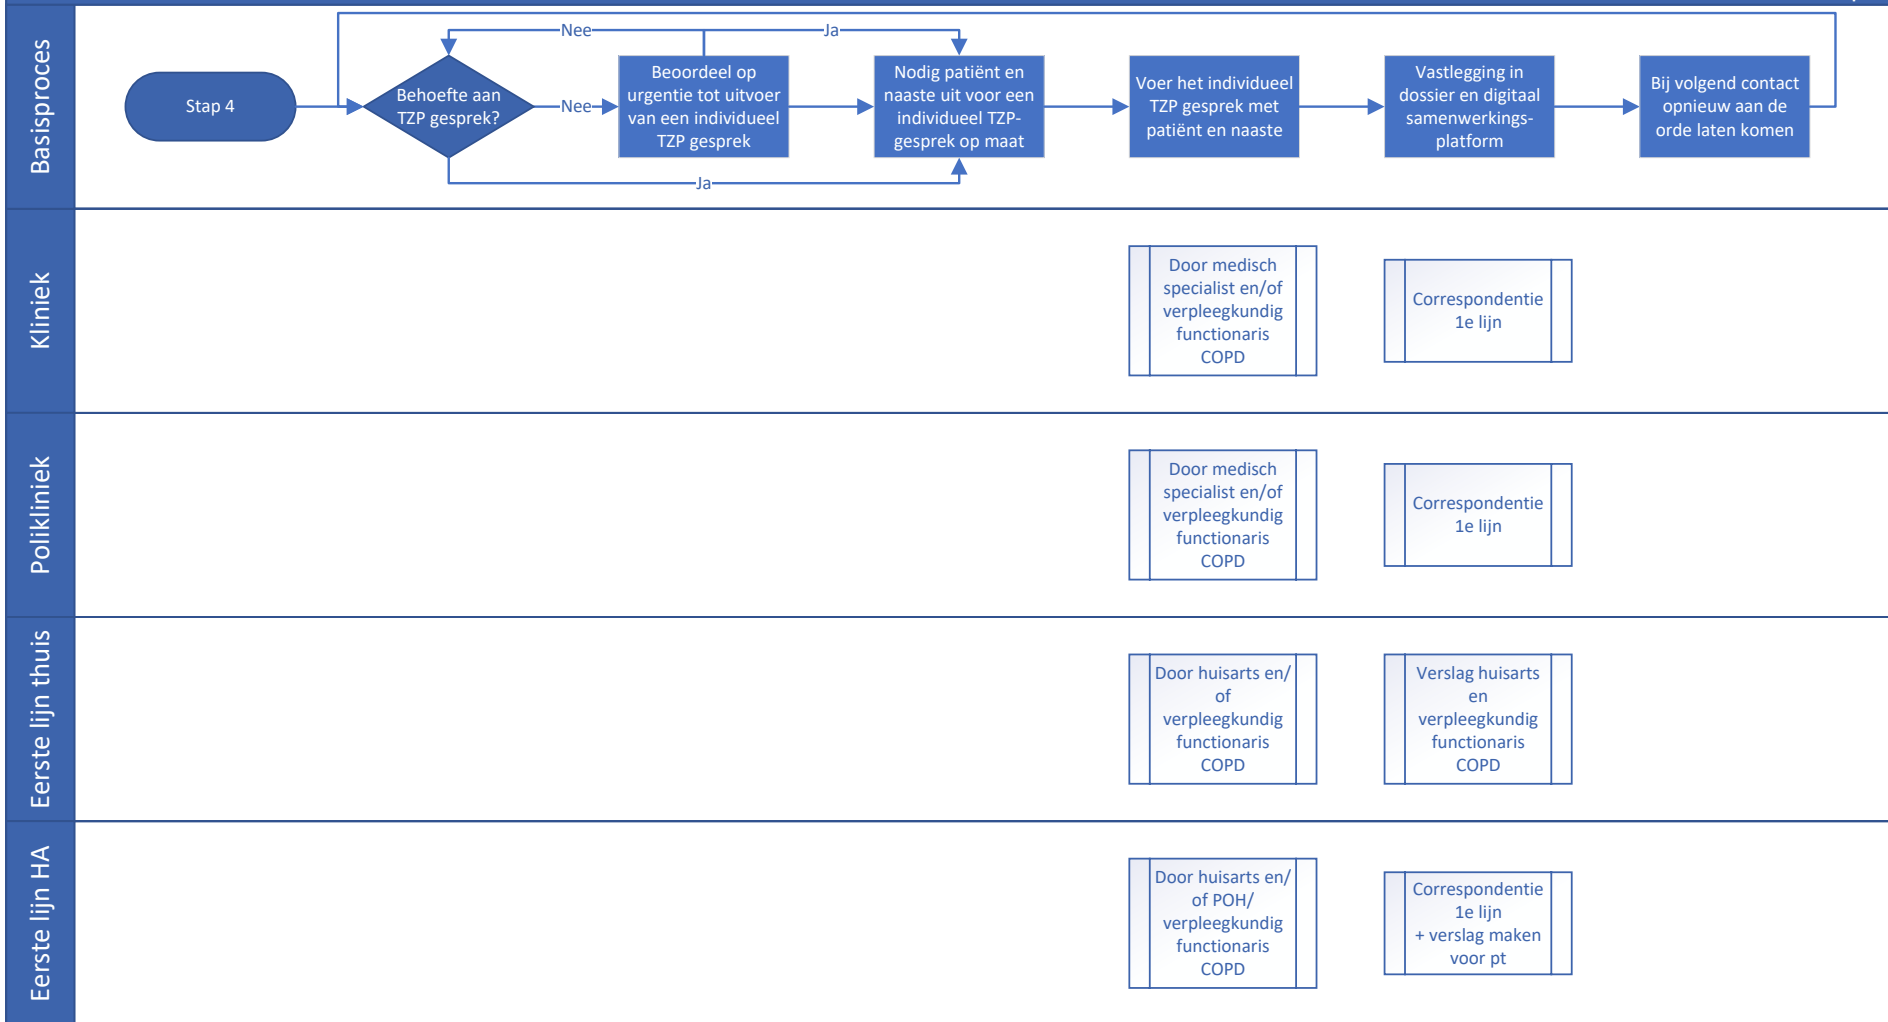 Basisproces
Stap 4
Behoefte aan
TZP gesprek?
Nee
Nee
Ja
Ja
Beoordeel op
urgentie tot uitvoer
van een individueel
TZP gesprek
Nodig patiënt en
naaste uit voor een
individueel TZP-
gesprek op maat
Voer het individueel
TZP gesprek met
patiënt en naaste
Vastlegging in
dossier en digitaal
samenwerkings-
platform
Bij volgend contact
opnieuw aan de
orde laten komen
Kliniek
Door medisch
specialist en/of
verpleegkundig
functionaris
COPD
Correspondentie
1e lijn
Polikliniek
Door medisch
specialist en/of
verpleegkundig
functionaris
COPD
Correspondentie
1e lijn
Eerste lijn thuis
Door huisarts en/
of
verpleegkundig
functionaris
COPD
Verslag huisarts
en
verpleegkundig
functionaris
COPD
Eerste lijn HA
Door huisarts en/
of POH/
verpleegkundig
functionaris
COPD
Correspondentie
1e lijn
+ verslag maken
voor pt